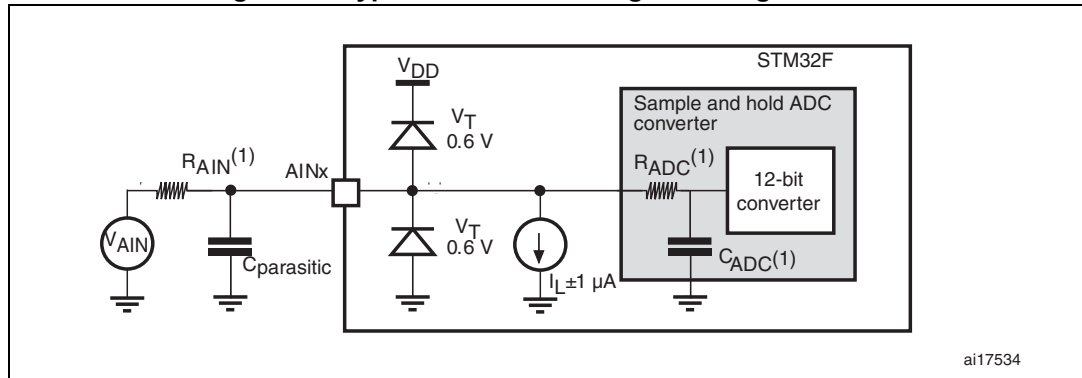 STM32F
VDD
Sample and hold ADC
converter
VT
0.6 V
RAIN(1)
AINx
RADC(1)
12-bit
converter
VAIN
Cparasitic
VT
0.6 V
IL±1 µA
CADC(1)
ai17534